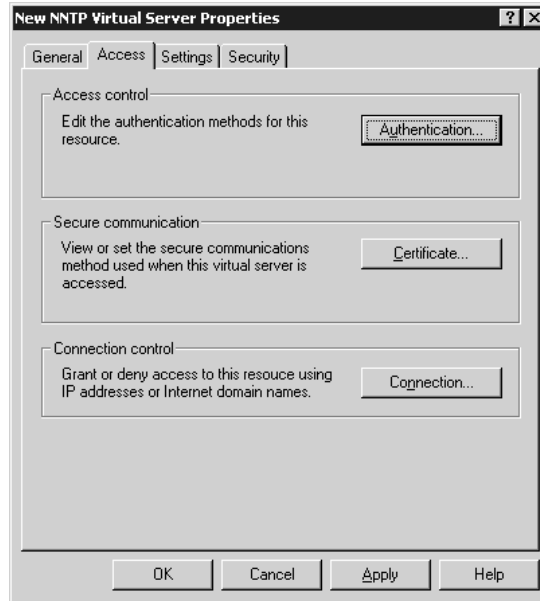 New NNTP Virtual Server Properties
? X
General Access Settings Security
Access control
Edit the authentication methods for this
resource.
Authentication...
Secure communication
View or set the secure communications
method used when this virtual server is
accessed.
Certificate...
Connection control
Grant or deny access to this resouce using
IP addresses or Internet domain names.
Connection...
OK Cancel Apply Help